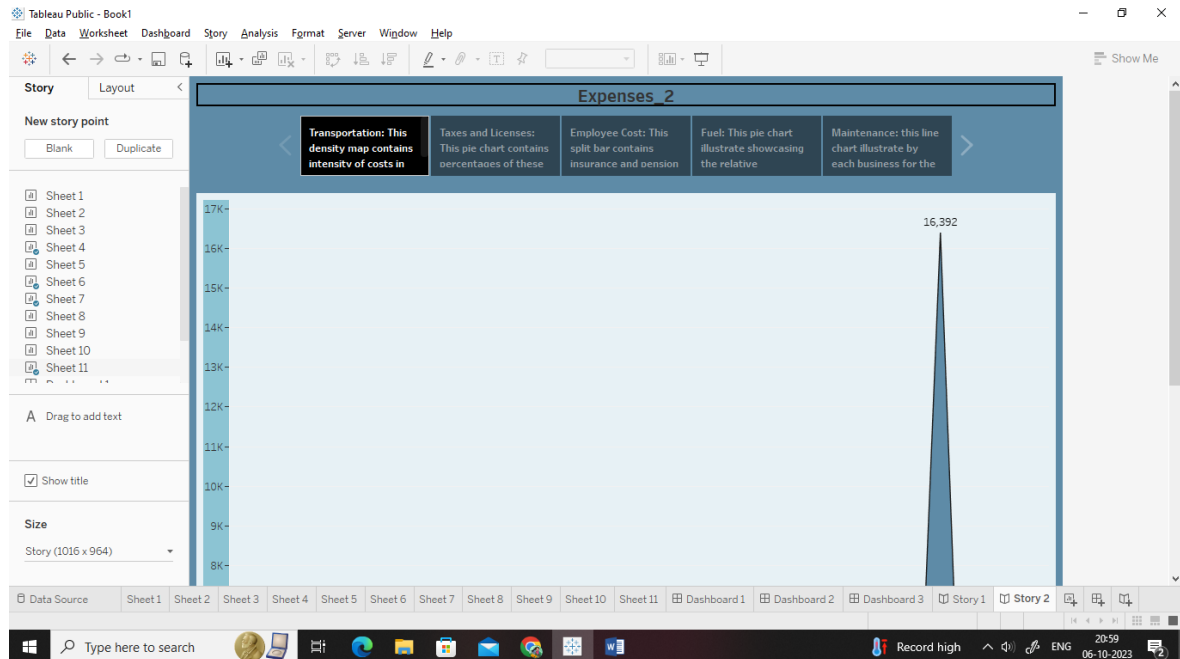 Tableau Public - Book1
File Data Worksheet Dashboard Story Analysis Format Server Window Help
Show Me
Story Layout
New story point
Blank Duplicate
Sheet 1
Sheet 2
Sheet 3
Sheet 4
Sheet 5
Sheet 6
Sheet 7
Sheet 8
Sheet 9
Sheet 10
Sheet 11
A Drag to add text
Show title
Size
Story (1016 x 964)
Expenses_2
Transportation: This
density map contains
intensity of costs in
Taxes and Licenses:
This pie chart contains
percentages of these
Employee Cost: This
split bar contains
insurance and pension
Fuel: This pie chart
illustrate showcasing
the relative
Maintenance: this line
chart illustrate by
each business for the
17K
16K
15K
14K
13K
12K
11K
10K
9K
8K
16,392
Data Source Sheet 1 Sheet 2 Sheet 3 Sheet 4 Sheet 5 Sheet 6 Sheet 7 Sheet 8 Sheet 9 Sheet 10 Sheet 11 Dashboard 1 Dashboard 2 Dashboard 3 Story 1 Story 2
Type here to search
Record high
ENG
20:59
06-10-2023
2